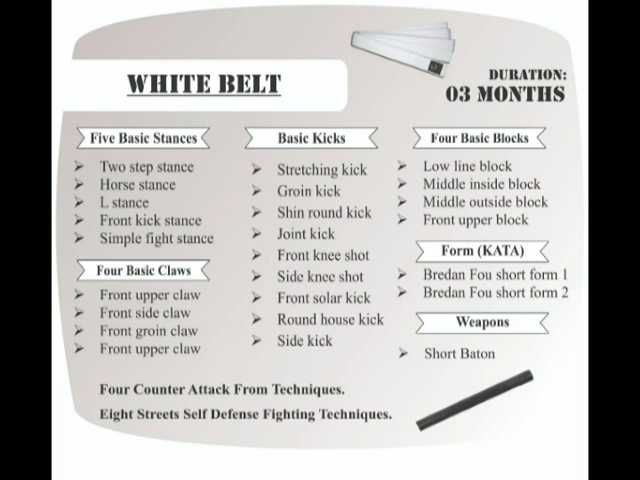 WHITE BELT
DURATION:
03 MONTHS
Five Basic Stances
Two step stance
Horse stance
L stance
Front kick stance
Simple fight stance
Four Basic Claws
Front upper claw
Front side claw
Front groin claw
Front upper claw
Basic Kicks
Stretching kick
Groin kick
Shin round kick
Joint kick
Front knee shot
Side knee shot
Front solar kick
Round house kick
Side kick
Four Basic Blocks
Low line block
Middle inside block
Middle outside block
Front upper block
Form (KATA)
Bredan Fou short form 1
Bredan Fou short form 2
Weapons
Short Baton
Four Counter Attack From Techniques.
Eight Streets Self Defense Fighting Techniques.